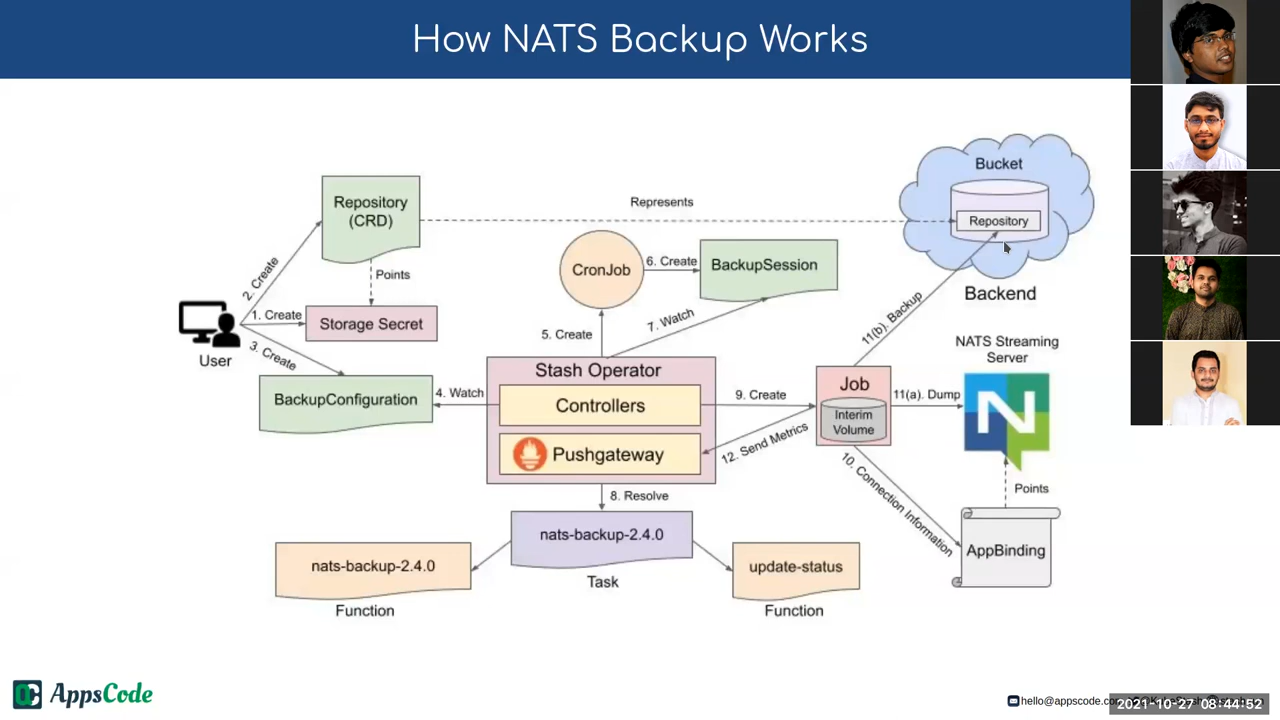 How NATS Backup Works
Bucket
Repository
(CRD)
Represents
Repository
2. Create
Points
CronJob
6. Create
BackupSession
Backend
1. Create
Storage Secret
5. Create
7. Watch
11(b). Backup
User
3. Create
NATS Streaming
Server
Stash Operator
Job
BackupConfiguration
4. Watch
Controllers
9. Create
Interim
Volume
11(a). Dump
N
Pushgateway
12. Send Metrics
10. Connection Information
Points
8. Resolve
nats-backup-2.4.0
AppBinding
nats-backup-2.4.0
update-status
Task
Function
Function
AppsCode
hello@appscode.com
2021-10-27 08:44:52